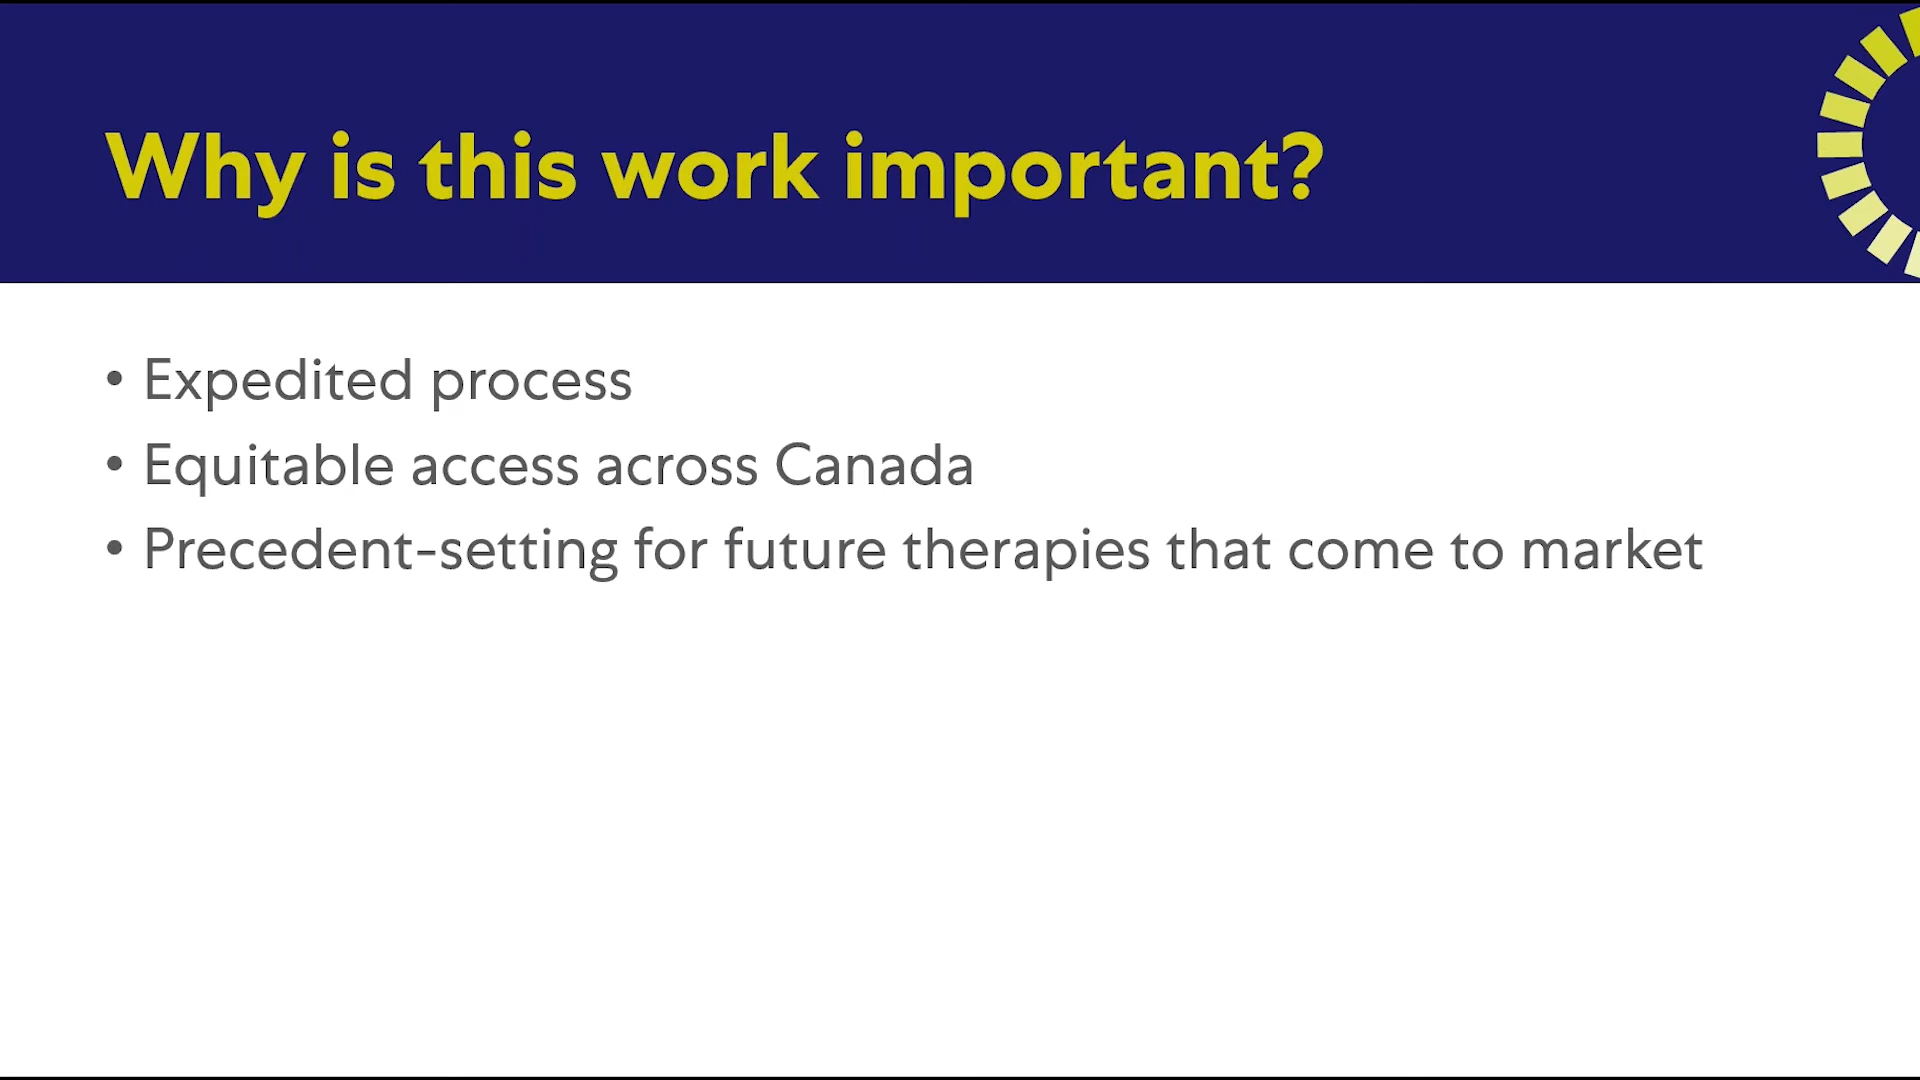 Why is this work important?
• Expedited process
• Equitable access across Canada
• Precedent-setting for future therapies that come to market